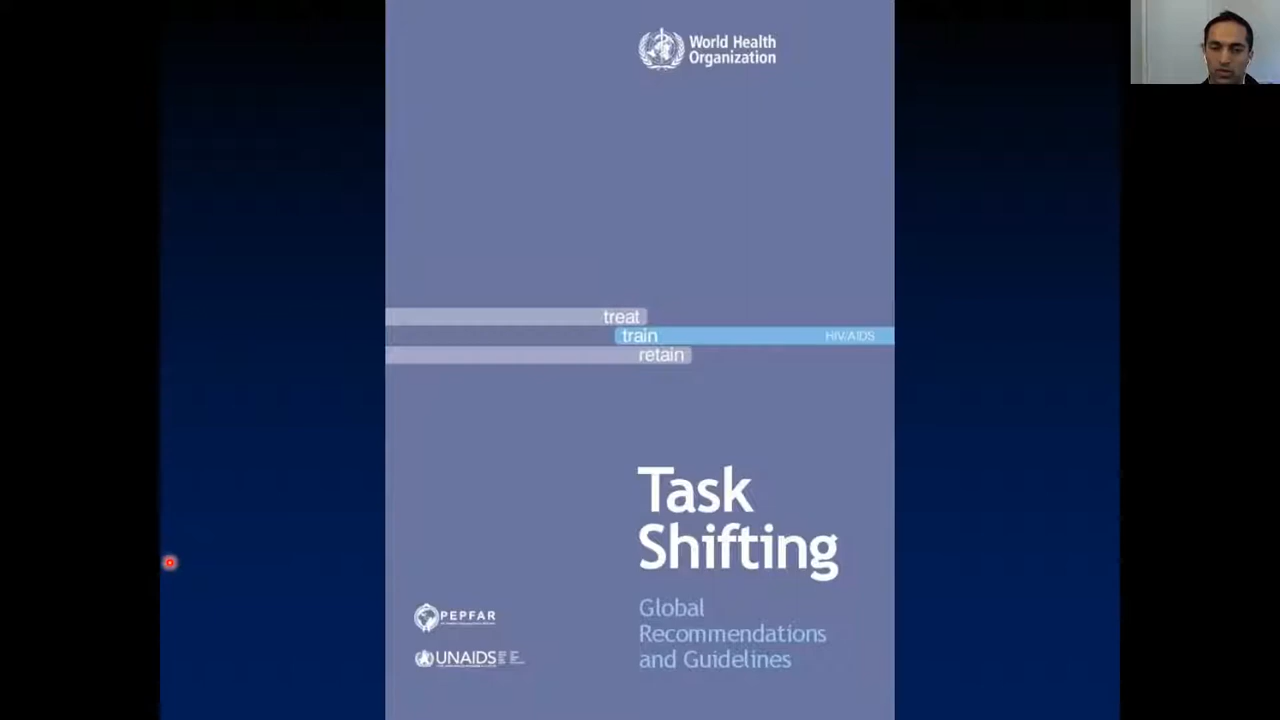 World Health
Organization
treat
train
HIV/AIDS
retain
Task
Shifting
Global
Recommendations
and Guidelines
PEPFAR
UNAIDS